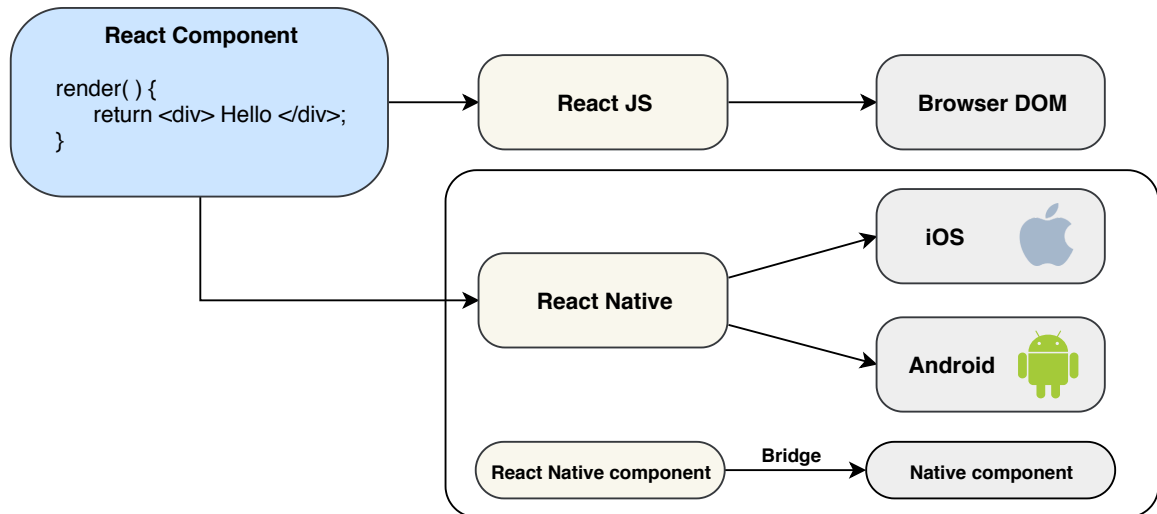 React Component
render( ) {
return <div> Hello </div>;
}
React JS
Browser DOM
iOS
React Native
Android
React Native component
Bridge
Native component